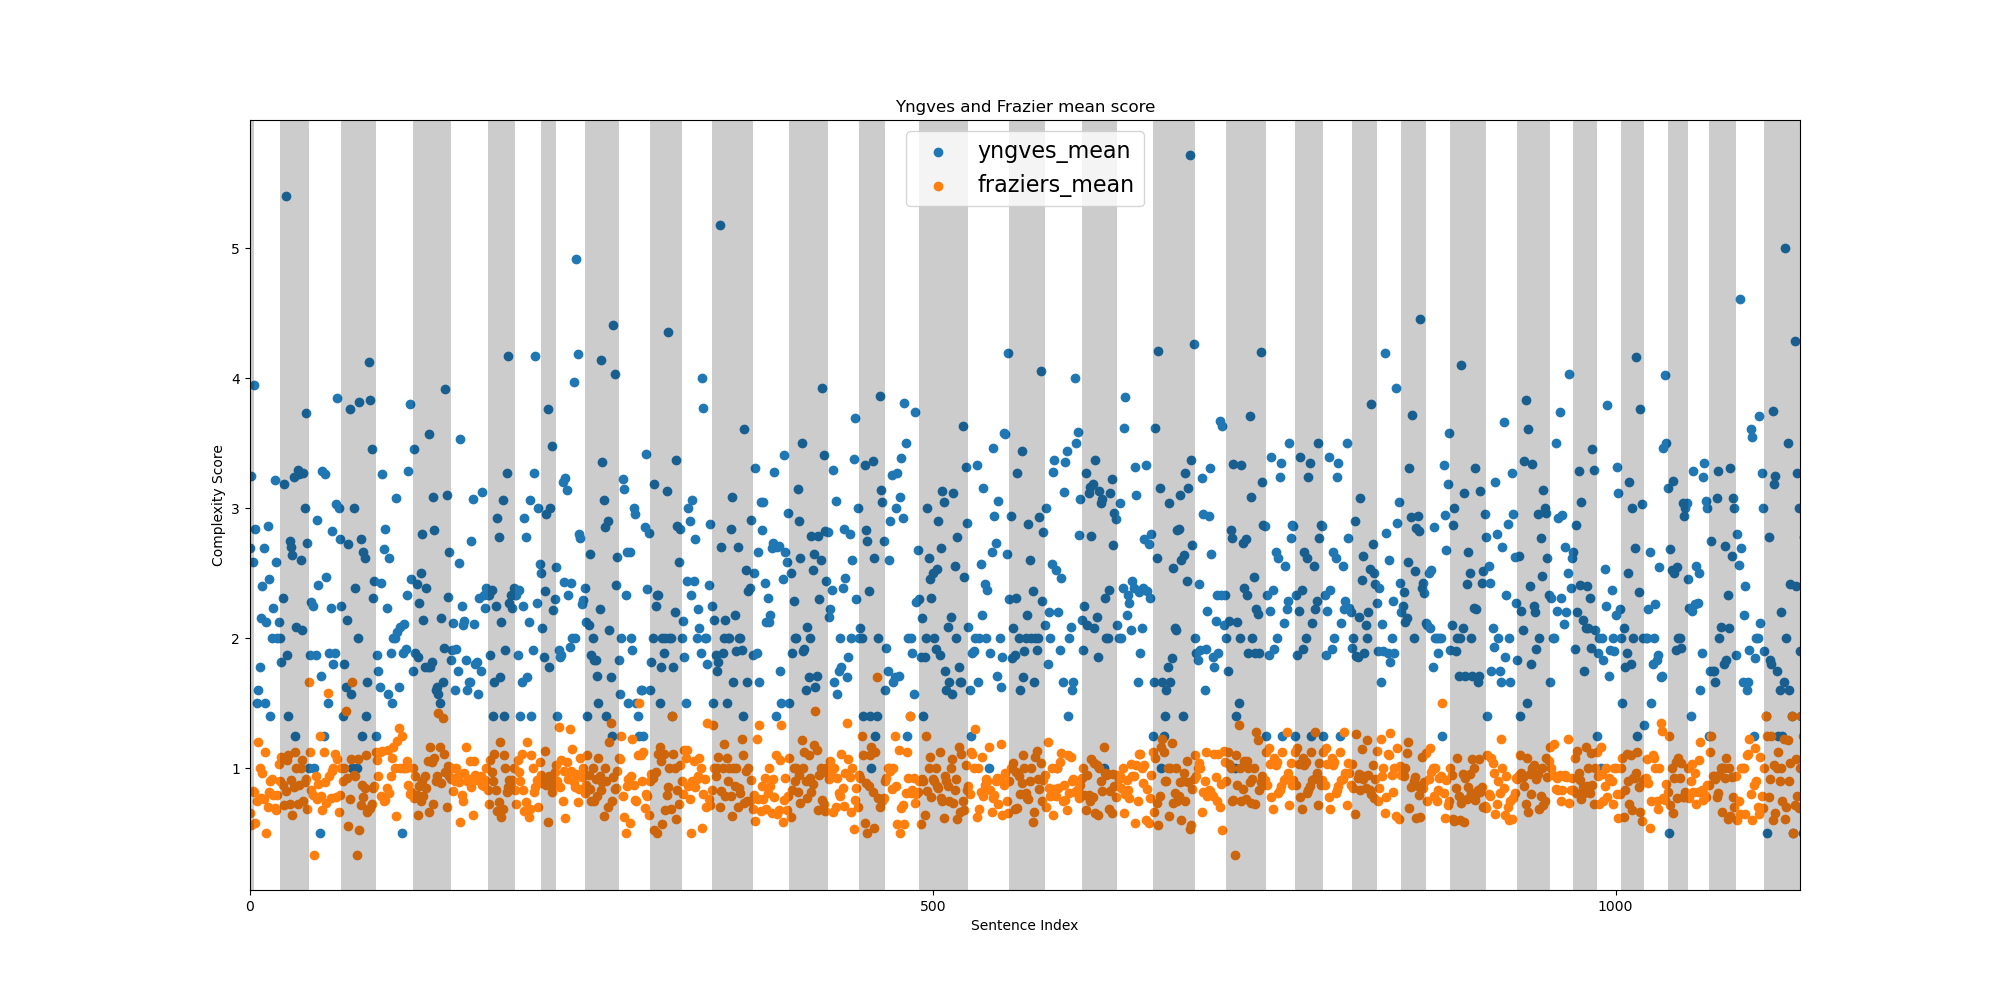 Yngves and Frazier mean score
yngves_mean
fraziers_mean
5
4
3
2
1
Complexity Score
0
500
1000
Sentence Index